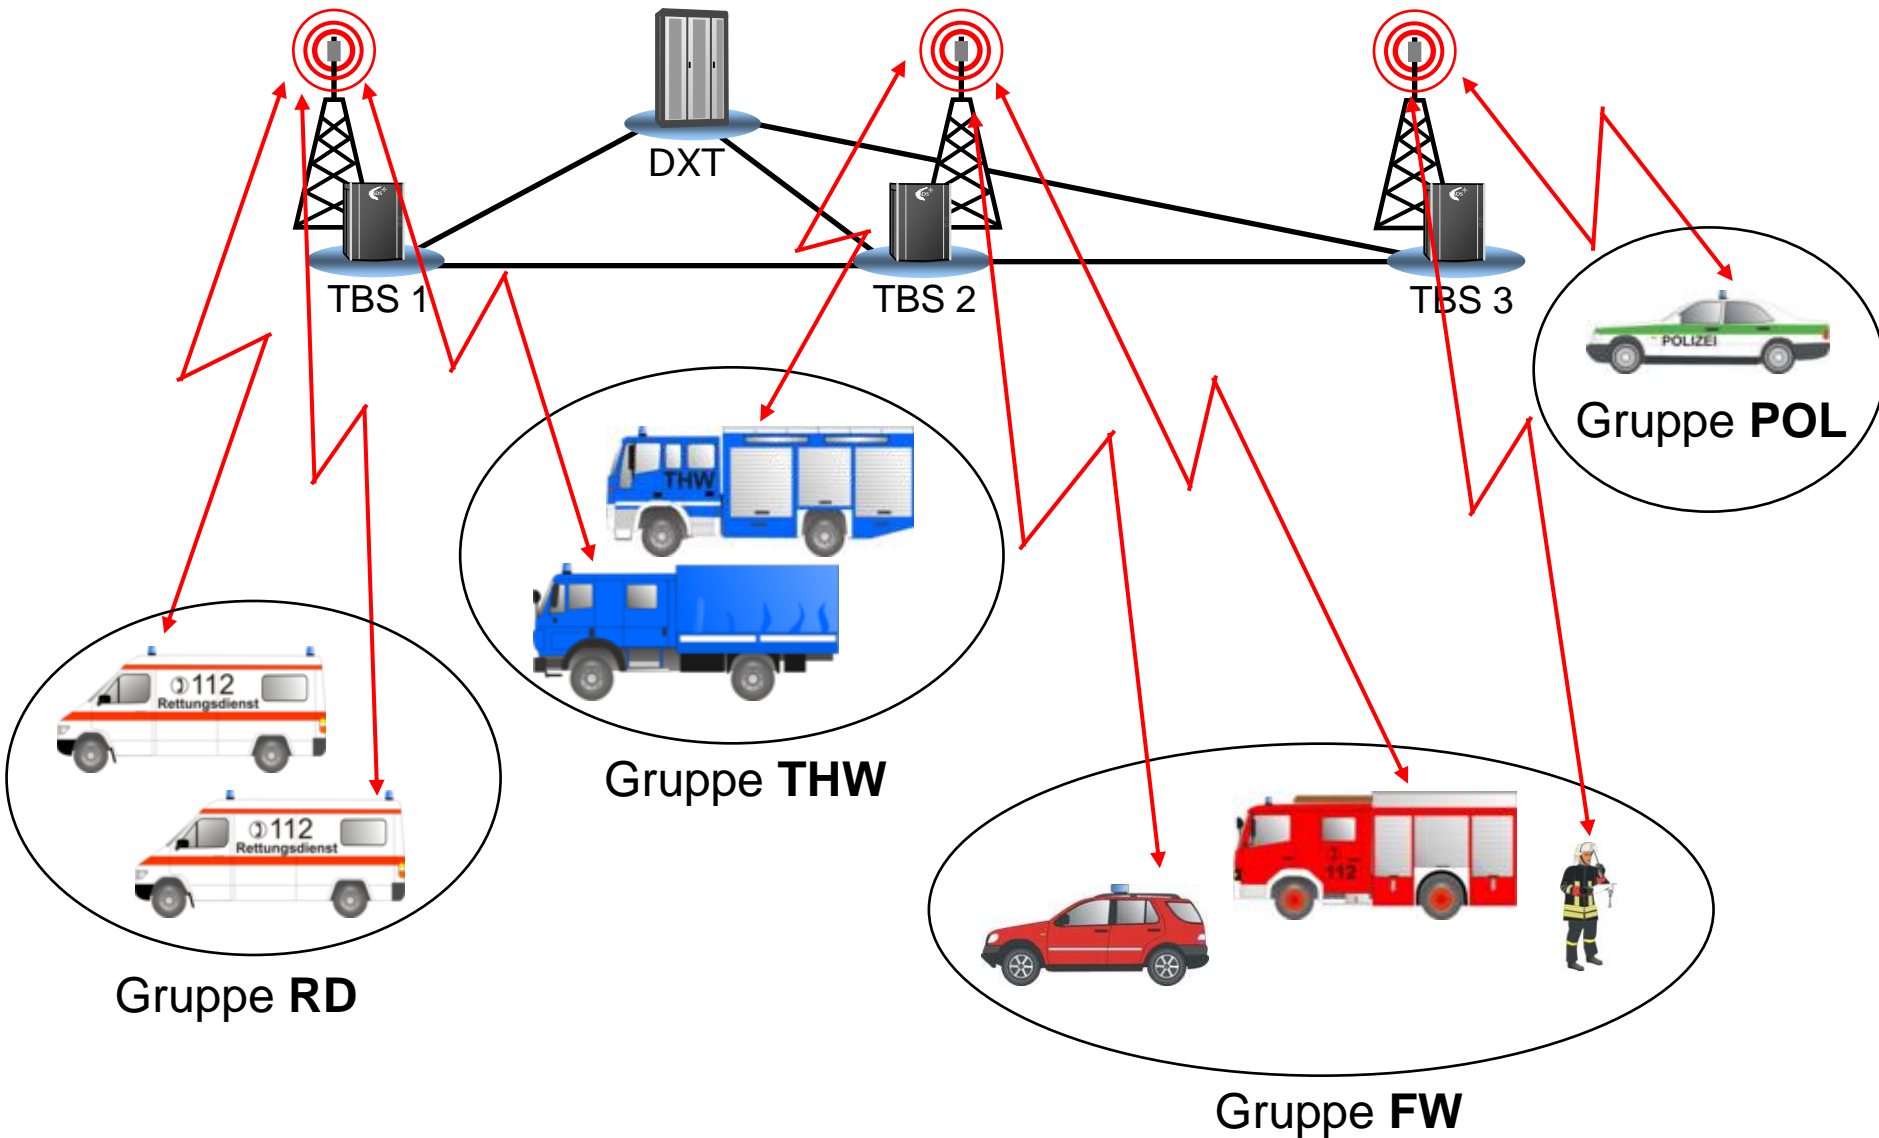 DXT
TBS 1
TBS 2
TBS 3
POLIZEI
Gruppe POL
THW
Gruppe THW
112
Rettungsdienst
112
Rettungsdienst
Gruppe RD
112
Gruppe FW